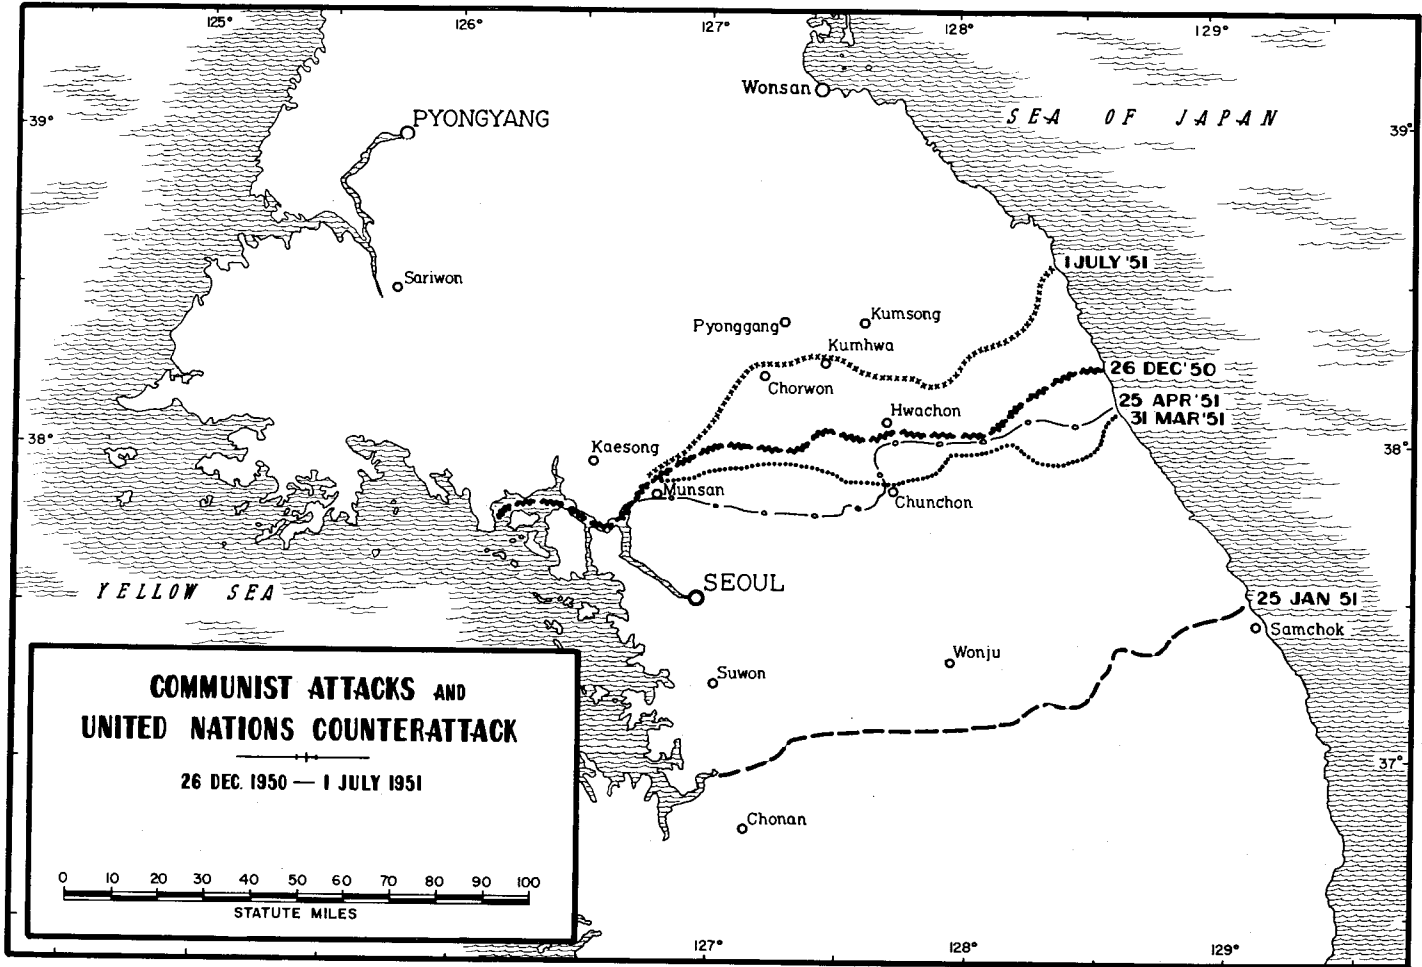 125°
126°
127°
128°
129°
Wonsan
SEA OF JAPAN
39°
PYONGYANG
39°
1 JULY '51
Sariwon
Kumsong
Pyonggang
Kumhwa
26 DEC '50
Chorwon
25 APR '51
Hwachon
31 MAR '51
38°
Kaesong
38°
Munsan
Chunchon
SEOUL
YELLOW SEA
25 JAN 51
Samchok
Wonju
Suwon
COMMUNIST ATTACKS AND
UNITED NATIONS COUNTERATTACK
37°
26 DEC. 1950 — 1 JULY 1951
Chonan
0 10 20 30 40 50 60 70 80 90 100
STATUTE MILES
127°
128°
129°